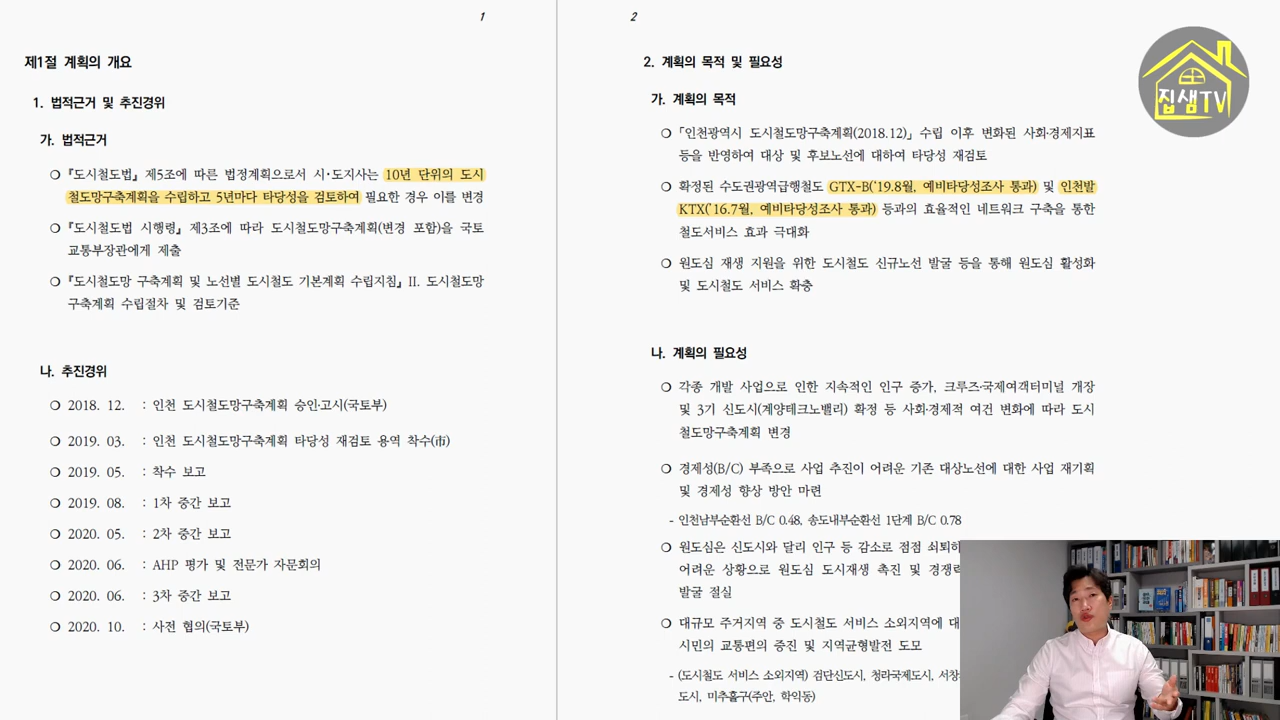 1
제1절 계획의 개요
1. 법적근거 및 추진경위
가. 법적근거
❍ 『도시철도법』 제5조에 따른 법정계획으로서 시·도지사는 10년 단위의 도시
철도망구축계획을 수립하고 5년마다 타당성을 검토하여 필요한 경우 이를 변경
❍ 『도시철도법 시행령』 제3조에 따라 도시철도망구축계획(변경 포함)을 국토
교통부장관에게 제출
❍ 『도시철도망 구축계획 및 노선별 도시철도 기본계획 수립지침』 II. 도시철도망
구축계획 수립절차 및 검토기준
나. 추진경위
❍ 2018. 12. : 인천 도시철도망구축계획 승인·고시(국토부)
❍ 2019. 03. : 인천 도시철도망구축계획 타당성 재검토 용역 착수(市)
❍ 2019. 05. : 착수 보고
❍ 2019. 08. : 1차 중간 보고
❍ 2020. 05. : 2차 중간 보고
❍ 2020. 06. : AHP 평가 및 전문가 자문회의
❍ 2020. 06. : 3차 중간 보고
❍ 2020. 10. : 사전 협의(국토부)
2
2. 계획의 목적 및 필요성
가. 계획의 목적
❍ 「인천광역시 도시철도망구축계획(2018.12)」 수립 이후 변화된 사회·경제지표
등을 반영하여 대상 및 후보노선에 대하여 타당성 재검토
❍ 확정된 수도권광역급행철도 GTX-B('19.8월, 예비타당성조사 통과) 및 인천발
KTX('16.7월, 예비타당성조사 통과) 등과의 효율적인 네트워크 구축을 통한
철도서비스 효과 극대화
❍ 원도심 재생 지원을 위한 도시철도 신규노선 발굴 등을 통해 원도심 활성화
및 도시철도 서비스 확충
나. 계획의 필요성
❍ 각종 개발 사업으로 인한 지속적인 인구 증가, 크루즈·국제여객터미널 개장
및 3기 신도시(계양테크노밸리) 확정 등 사회·경제적 여건 변화에 따라 도시
철도망구축계획 변경
❍ 경제성(B/C) 부족으로 사업 추진이 어려운 기존 대상노선에 대한 사업 재기획
및 경제성 향상 방안 마련
- 인천남부순환선 B/C 0.48, 송도내부순환선 1단계 B/C 0.78
❍ 원도심은 신도시와 달리 인구 등 감소로 점점 쇠퇴하
어려운 상황으로 원도심 도시재생 촉진 및 경쟁력
발굴 절실
❍ 대규모 주거지역 중 도시철도 서비스 소외지역에 대
시민의 교통편의 증진 및 지역균형발전 도모
- (도시철도 서비스 소외지역) 검단신도시, 청라국제도시, 서창
도시, 미추홀구(주안, 학익동)
집샘TV